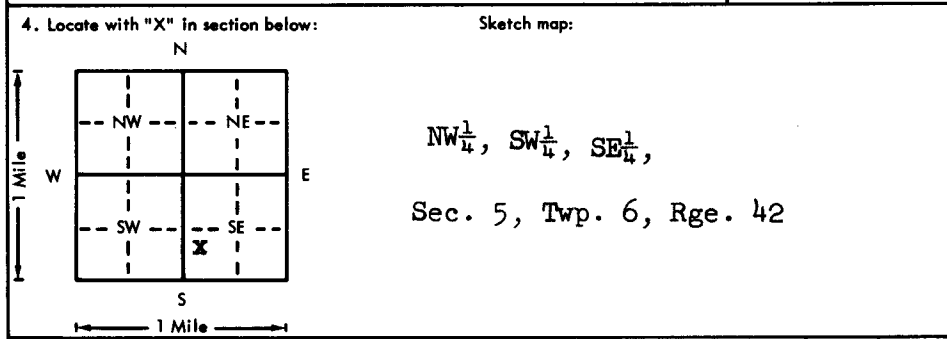 4. Locate with "X" in section below:
Sketch map:
N
NW
NE
1 Mile
W
E
SW
SE
X
S
1 Mile
NW¼, SW¼, SE¼,
Sec. 5, Twp. 6, Rge. 42